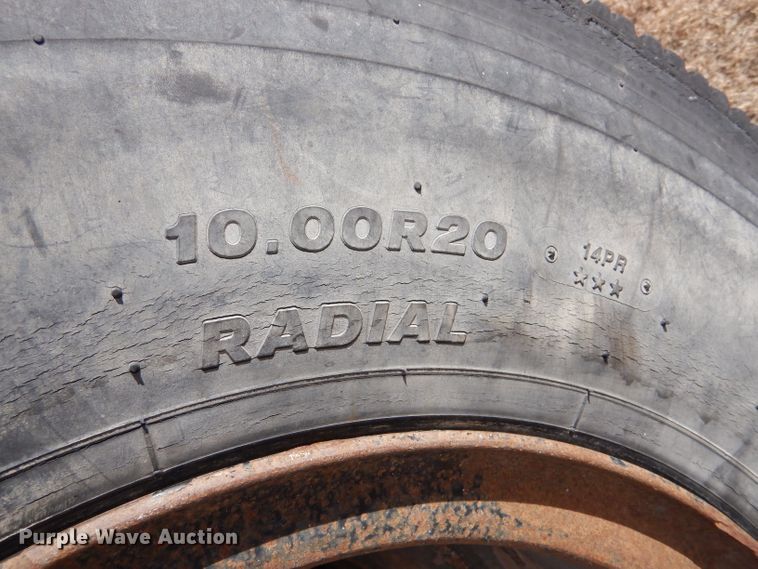 10.00R20
14PR
☆☆☆
RADIAL
Purple Wave Auction